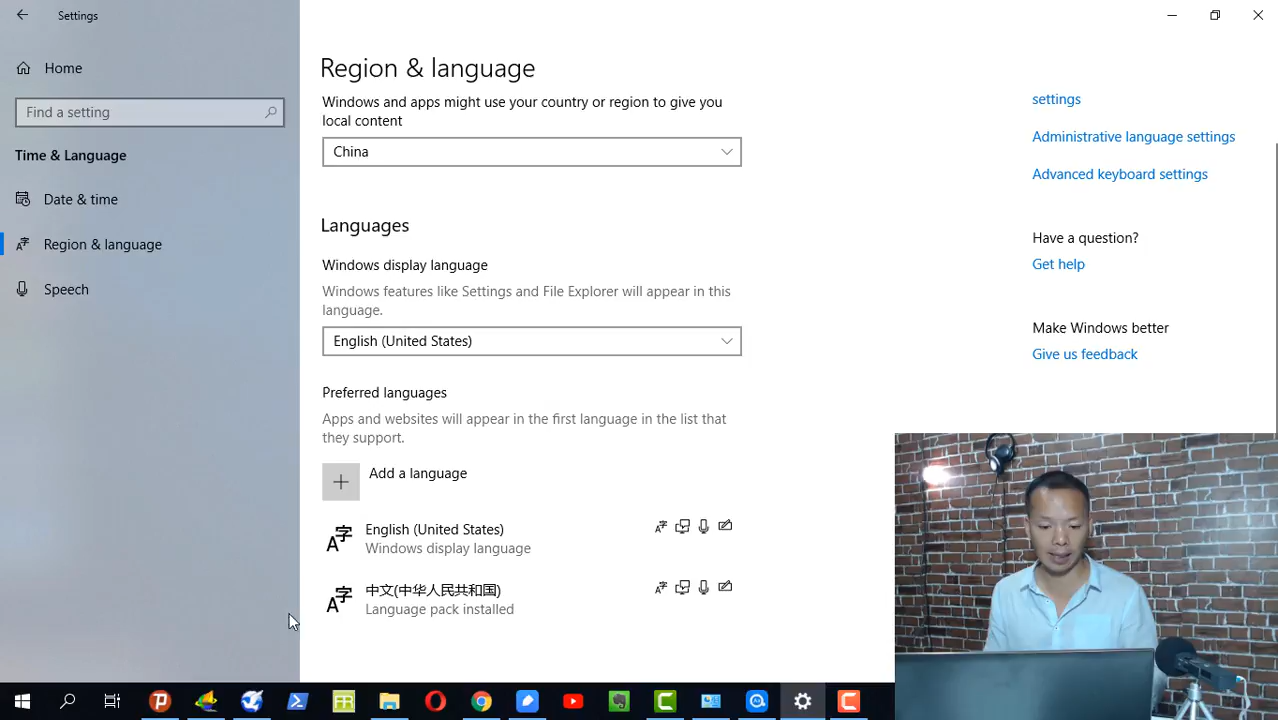 Settings
Home
Find a setting
Time & Language
Date & time
Region & language
Speech
Region & language
Windows and apps might use your country or region to give you
local content
China
Languages
Windows display language
Windows features like Settings and File Explorer will appear in this
language.
English (United States)
Preferred languages
Apps and websites will appear in the first language in the list that
they support.
Add a language
English (United States)
Windows display language
中文(中华人民共和国)
Language pack installed
settings
Administrative language settings
Advanced keyboard settings
Have a question?
Get help
Make Windows better
Give us feedback